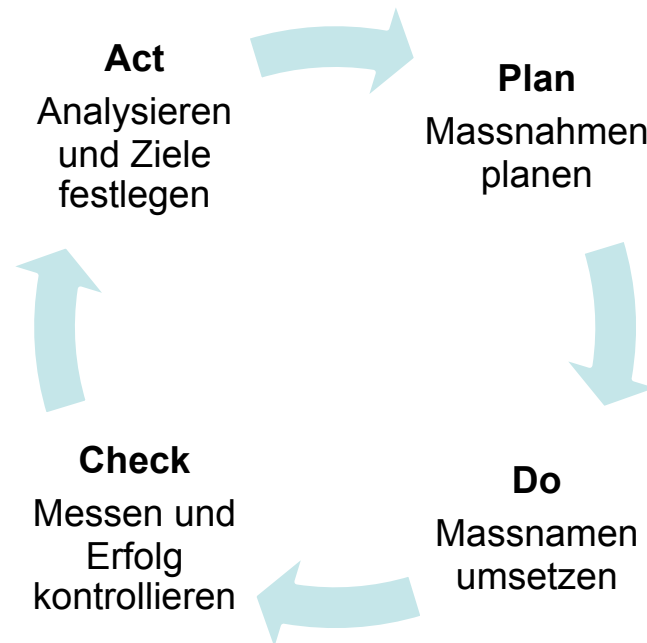 Act
Analysieren
und Ziele
festlegen
Plan
Massnahmen
planen
Do
Massnamen
umsetzen
Check
Messen und
Erfolg
kontrollieren